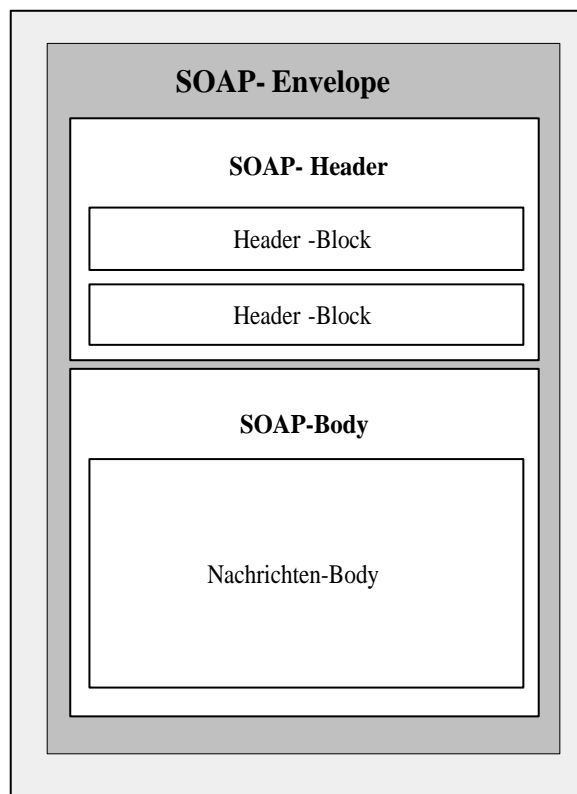 SOAP- Envelope
SOAP- Header
Header -Block
Header -Block
SOAP-Body
Nachrichten-Body